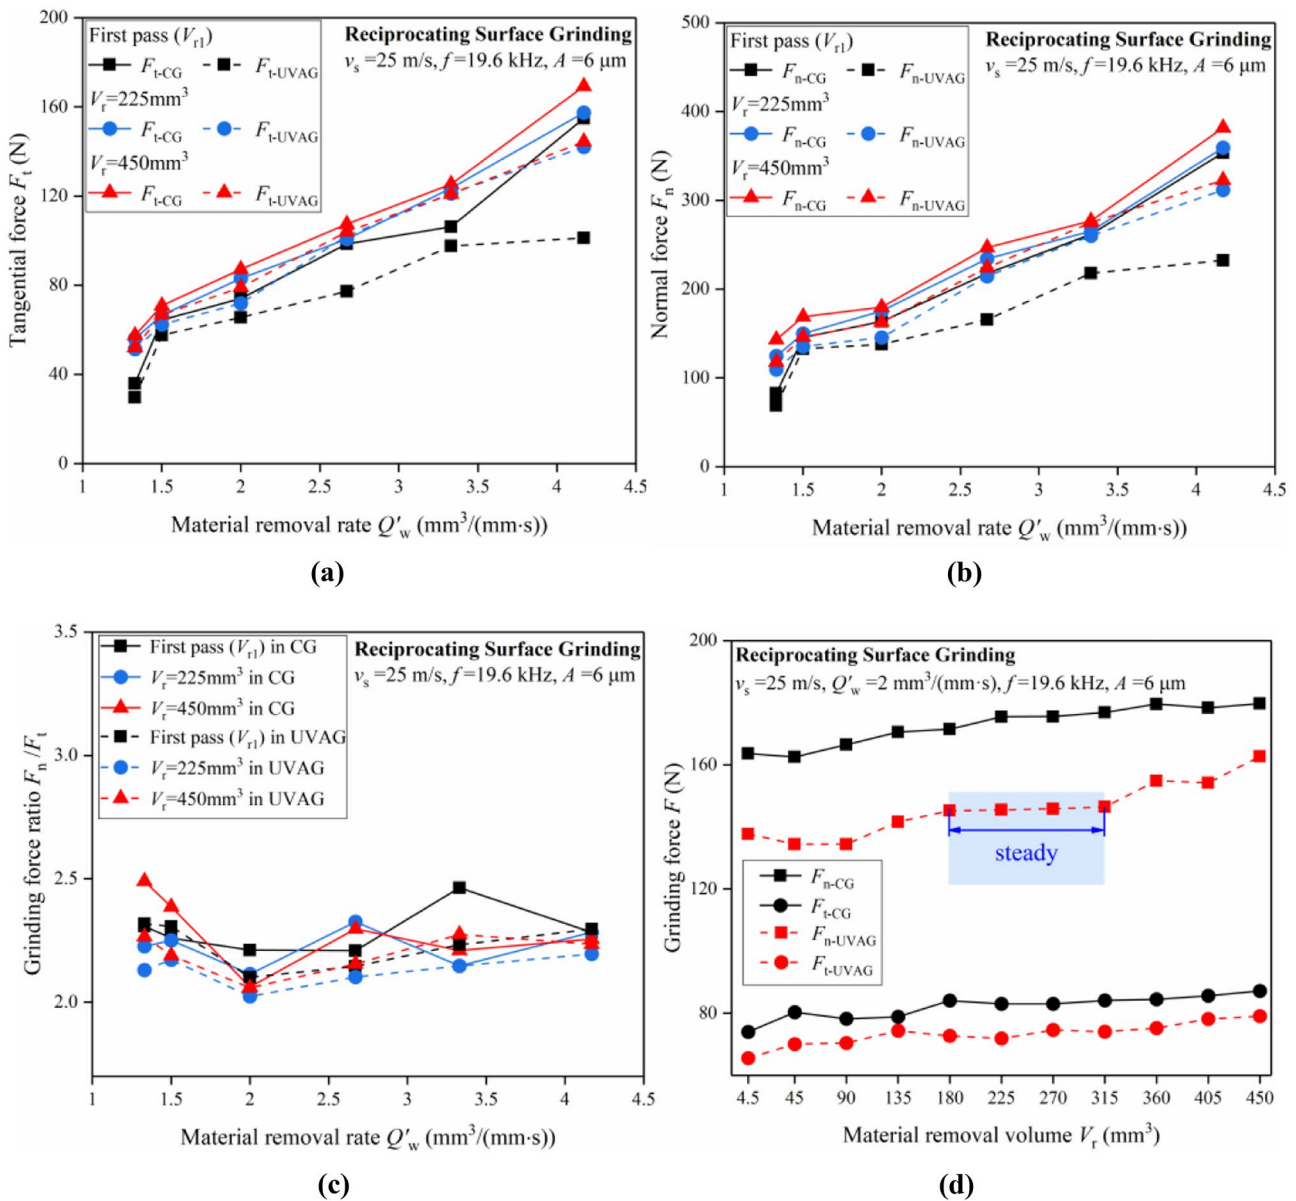 200
160
120
80
40
0
Tangential force Ft (N)
First pass (Vr1)
Ft-CG Ft-UVAG
Vr=225mm³
Ft-CG Ft-UVAG
Vr=450mm³
Ft-CG Ft-UVAG
Reciprocating Surface Grinding
vs =25 m/s, f =19.6 kHz, A =6 μm
1 1.5 2 2.5 3 3.5 4 4.5
Material removal rate Q′w (mm³/(mm·s))
(a)
500
400
300
200
100
0
Normal force Fn (N)
First pass (Vr1)
Fn-CG Fn-UVAG
Vr=225mm³
Fn-CG Fn-UVAG
Vr=450mm³
Fn-CG Fn-UVAG
Reciprocating Surface Grinding
vs =25 m/s, f =19.6 kHz, A =6 μm
1 1.5 2 2.5 3 3.5 4 4.5
Material removal rate Q′w (mm³/(mm·s))
(b)
3.5
3.0
2.5
2.0
Grinding force ratio Fn /Ft
First pass (Vr1) in CG
Vr=225mm³ in CG
Vr=450mm³ in CG
First pass (Vr1) in UVAG
Vr=225mm³ in UVAG
Vr=450mm³ in UVAG
Reciprocating Surface Grinding
vs =25 m/s, f =19.6 kHz, A =6 μm
1 1.5 2 2.5 3 3.5 4 4.5
Material removal rate Q′w (mm³/(mm·s))
(c)
200
160
120
80
Grinding force F (N)
Reciprocating Surface Grinding
vs =25 m/s, Q′w =2 mm³/(mm·s), f =19.6 kHz, A =6 μm
steady
Fn-CG
Ft-CG
Fn-UVAG
Ft-UVAG
4.5 45 90 135 180 225 270 315 360 405 450
Material removal volume Vr (mm³)
(d)